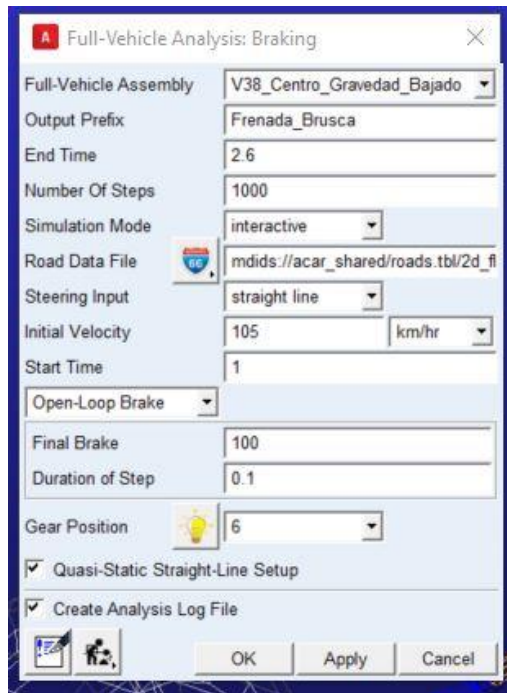 A Full-Vehicle Analysis: Braking
Full-Vehicle Assembly V38_Centro_Gravedad_Bajado
Output Prefix Frenada_Brusca
End Time 2.6
Number Of Steps 1000
Simulation Mode interactive
Road Data File 66 mdids://acar_shared/roads.tbl/2d_fl
Steering Input straight line
Initial Velocity 105 km/hr
Start Time 1
Open-Loop Brake
Final Brake 100
Duration of Step 0.1
Gear Position 6
Quasi-Static Straight-Line Setup
Create Analysis Log File
OK Apply Cancel